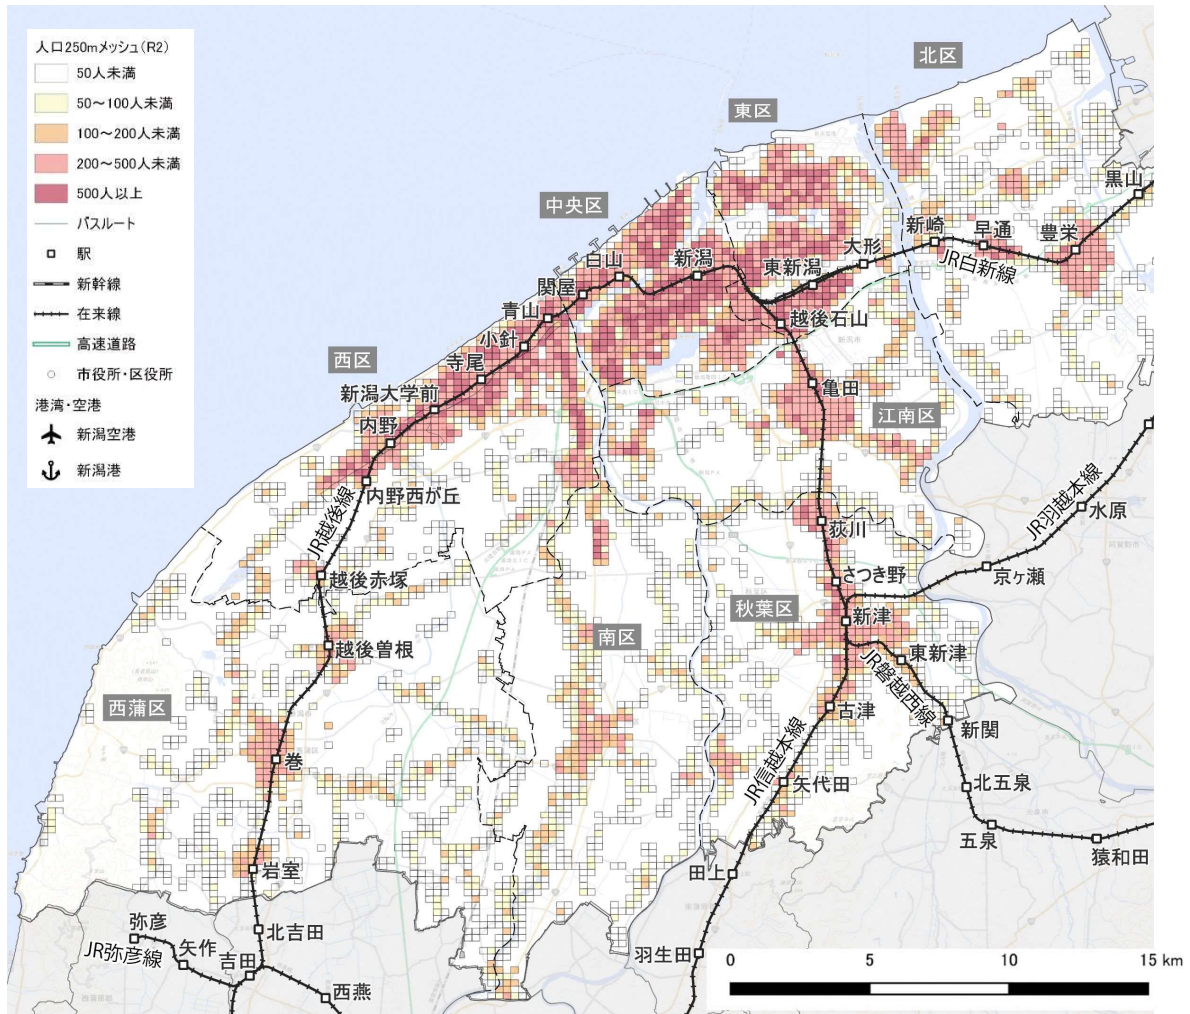 人口250mメッシュ(R2)
50人未満
50～100人未満
100～200人未満
200～500人未満
500人以上
バスルート
駅
新幹線
在来線
高速道路
市役所・区役所
港湾・空港
新潟空港
新潟港
北区
東区
中央区
西区
江南区
秋葉区
南区
西蒲区
黒山
豊栄
早通
新崎
JR白新線
大形
東新潟
新潟
白山
関屋
青山
小針
寺尾
新潟大学前
内野
内野西が丘
JR越後線
越後赤塚
越後曽根
巻
岩室
北吉田
吉田
西燕
弥彦
矢作
JR弥彦線
越後石山
亀田
荻川
さつき野
新津
古津
矢代田
田上
羽生田
JR信越本線
東新津
新関
北五泉
五泉
猿和田
JR磐越西線
京ヶ瀬
水原
JR羽越本線
0 5 10 15 km